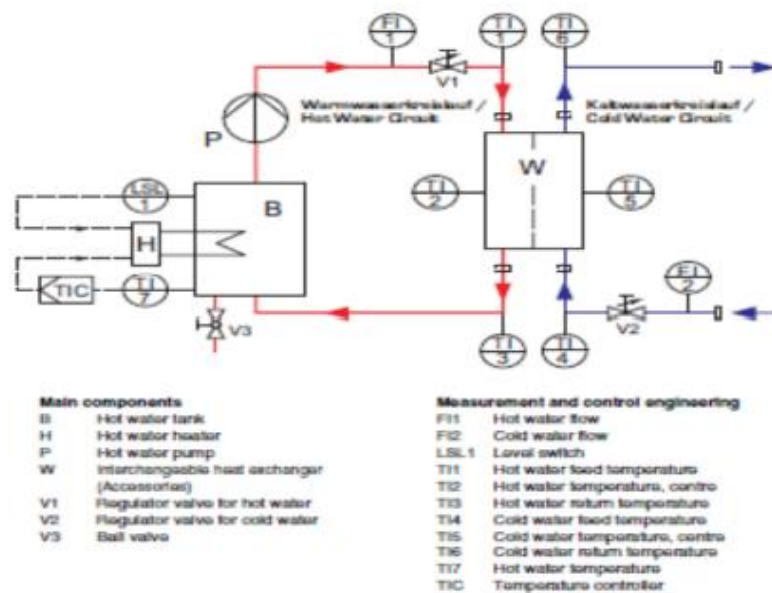 FI
1
TI
1
TI
6
V1
Warmwasserkreislauf /
Hot Water Circuit
Kaltwasserkreislauf /
Cold Water Circuit
P
LSL
1
B
H
W
TI
2
TI
5
TIC
TI
7
FI
2
V3
V2
TI
3
TI
4
Main components
B Hot water tank
H Hot water heater
P Hot water pump
W Interchangeable heat exchanger
(Accessories)
V1 Regulator valve for hot water
V2 Regulator valve for cold water
V3 Ball valve
Measurement and control engineering
FI1 Hot water flow
FI2 Cold water flow
LSL1 Level switch
TI1 Hot water feed temperature
TI2 Hot water temperature, centre
TI3 Hot water return temperature
TI4 Cold water feed temperature
TI5 Cold water temperature, centre
TI6 Cold water return temperature
TI7 Hot water temperature
TIC Temperature controller